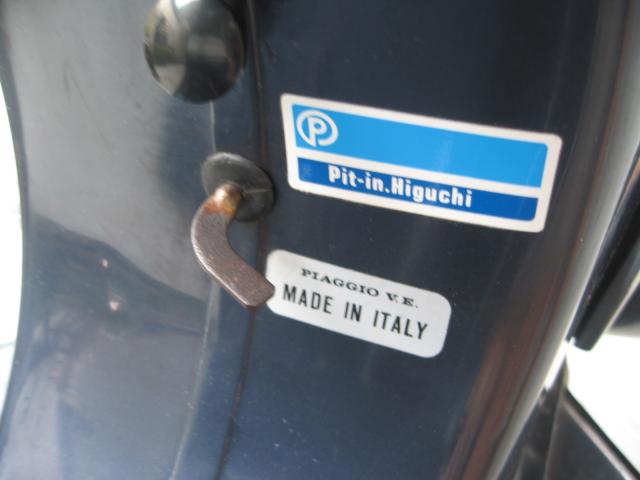 P
Pit-in.Higuchi
PIAGGIO V.E.
MADE IN ITALY